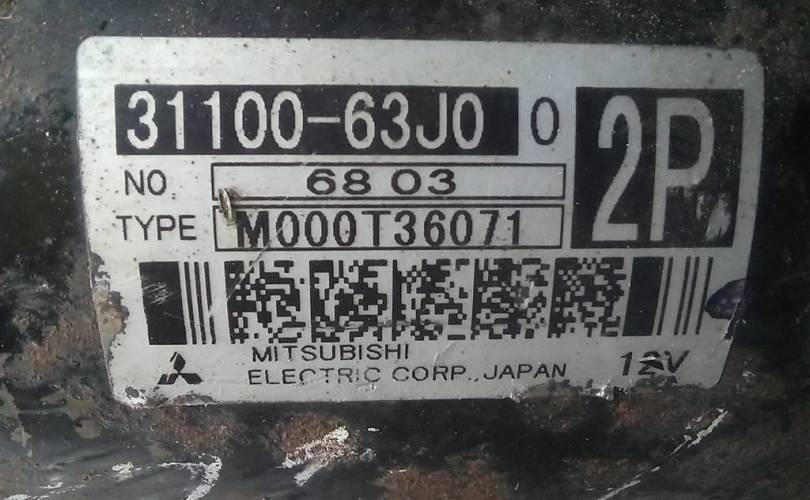 31100-63J0 0 2P
NO 68 03
TYPE M000T36071
MITSUBISHI
ELECTRIC CORP., JAPAN 12V